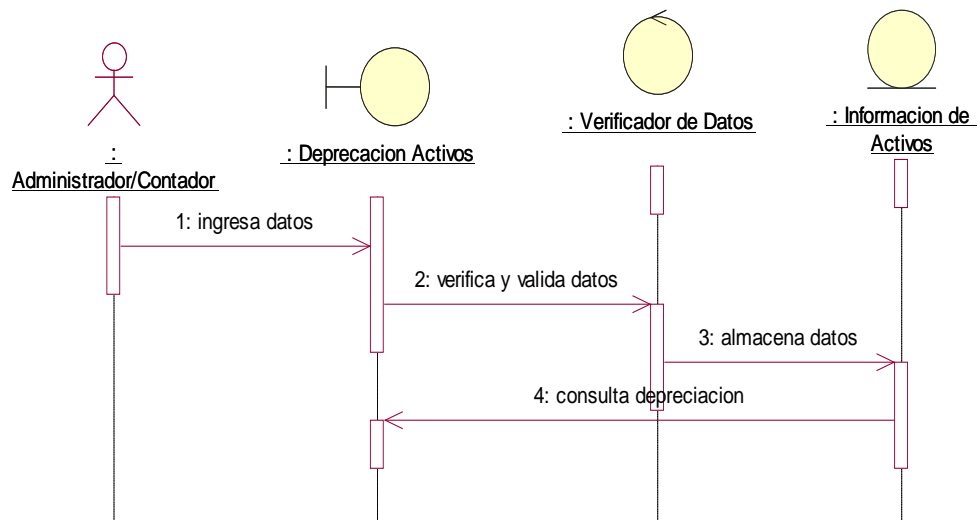 :
Administrador/Contador
: Deprecacion Activos
: Verificador de Datos
: Informacion de
Activos
1: ingresa datos
2: verifica y valida datos
3: almacena datos
4: consulta depreciacion